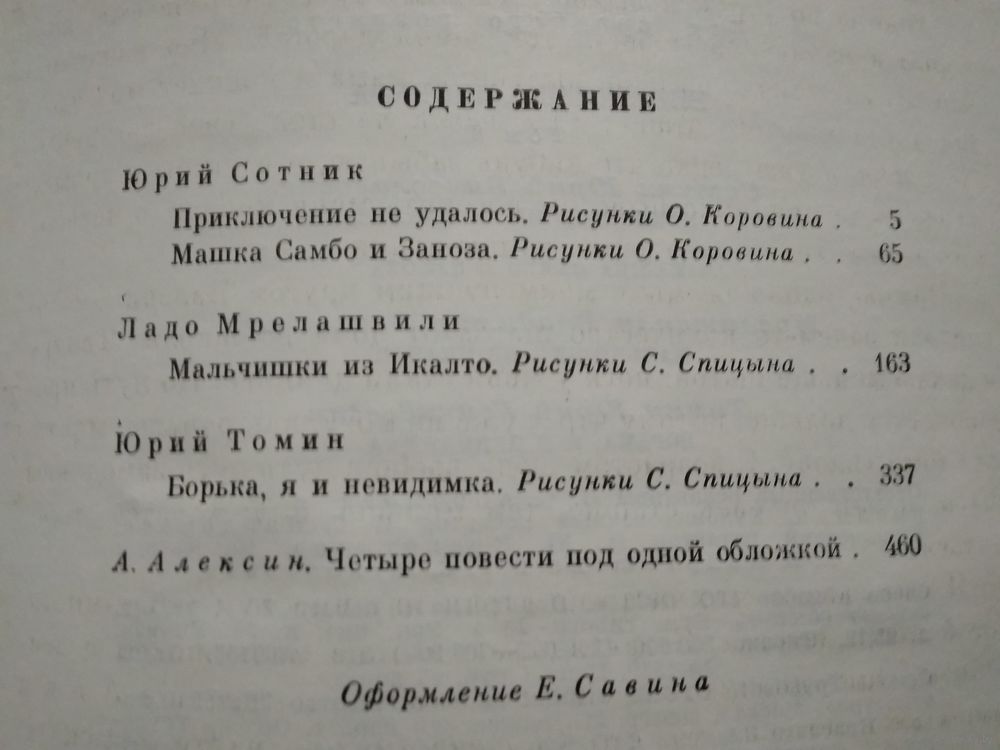 СОДЕРЖАНИЕ
Юрий Сотник
Приключение не удалось. Рисунки О. Коровина . 5
Машка Самбо и Заноза. Рисунки О. Коровина . . 65
Ладо Мрелашвили
Мальчишки из Икалто. Рисунки С. Спицына . . 163
Юрий Томин
Борька, я и невидимка. Рисунки С. Спицына . . 337
А. Алексин. Четыре повести под одной обложкой . 460
Оформление Е. Савина